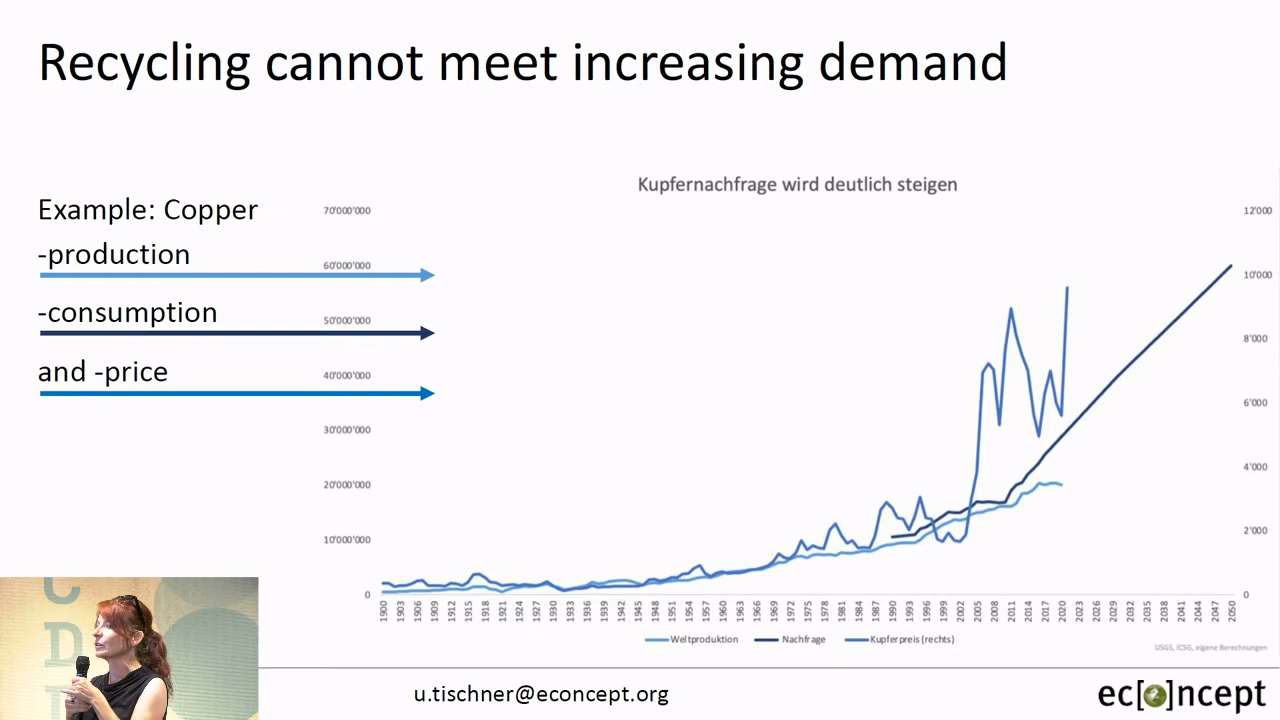 Recycling cannot meet increasing demand
Example: Copper
-production
-consumption
and -price
Kupfernachfrage wird deutlich steigen
70'000'000
60'000'000
50'000'000
40'000'000
30'000'000
20'000'000
10'000'000
0
12'000
10'000
8'000
6'000
4'000
2'000
0
1900 1903 1906 1909 1912 1915 1918 1921 1924 1927 1930 1933 1936 1939 1942 1945 1948 1951 1954 1957 1960 1963 1966 1969 1972 1975 1978 1981 1984 1987 1990 1993 1996 1999 2002 2005 2008 2011 2014 2017 2020 2023 2026 2029 2032 2035 2038 2041 2044 2047 2050
Weltproduktion Nachfrage Kupferpreis (rechts)
USGS, ICSG, eigene Berechnungen
C
D
u.tischner@econcept.org
ec[o]ncept